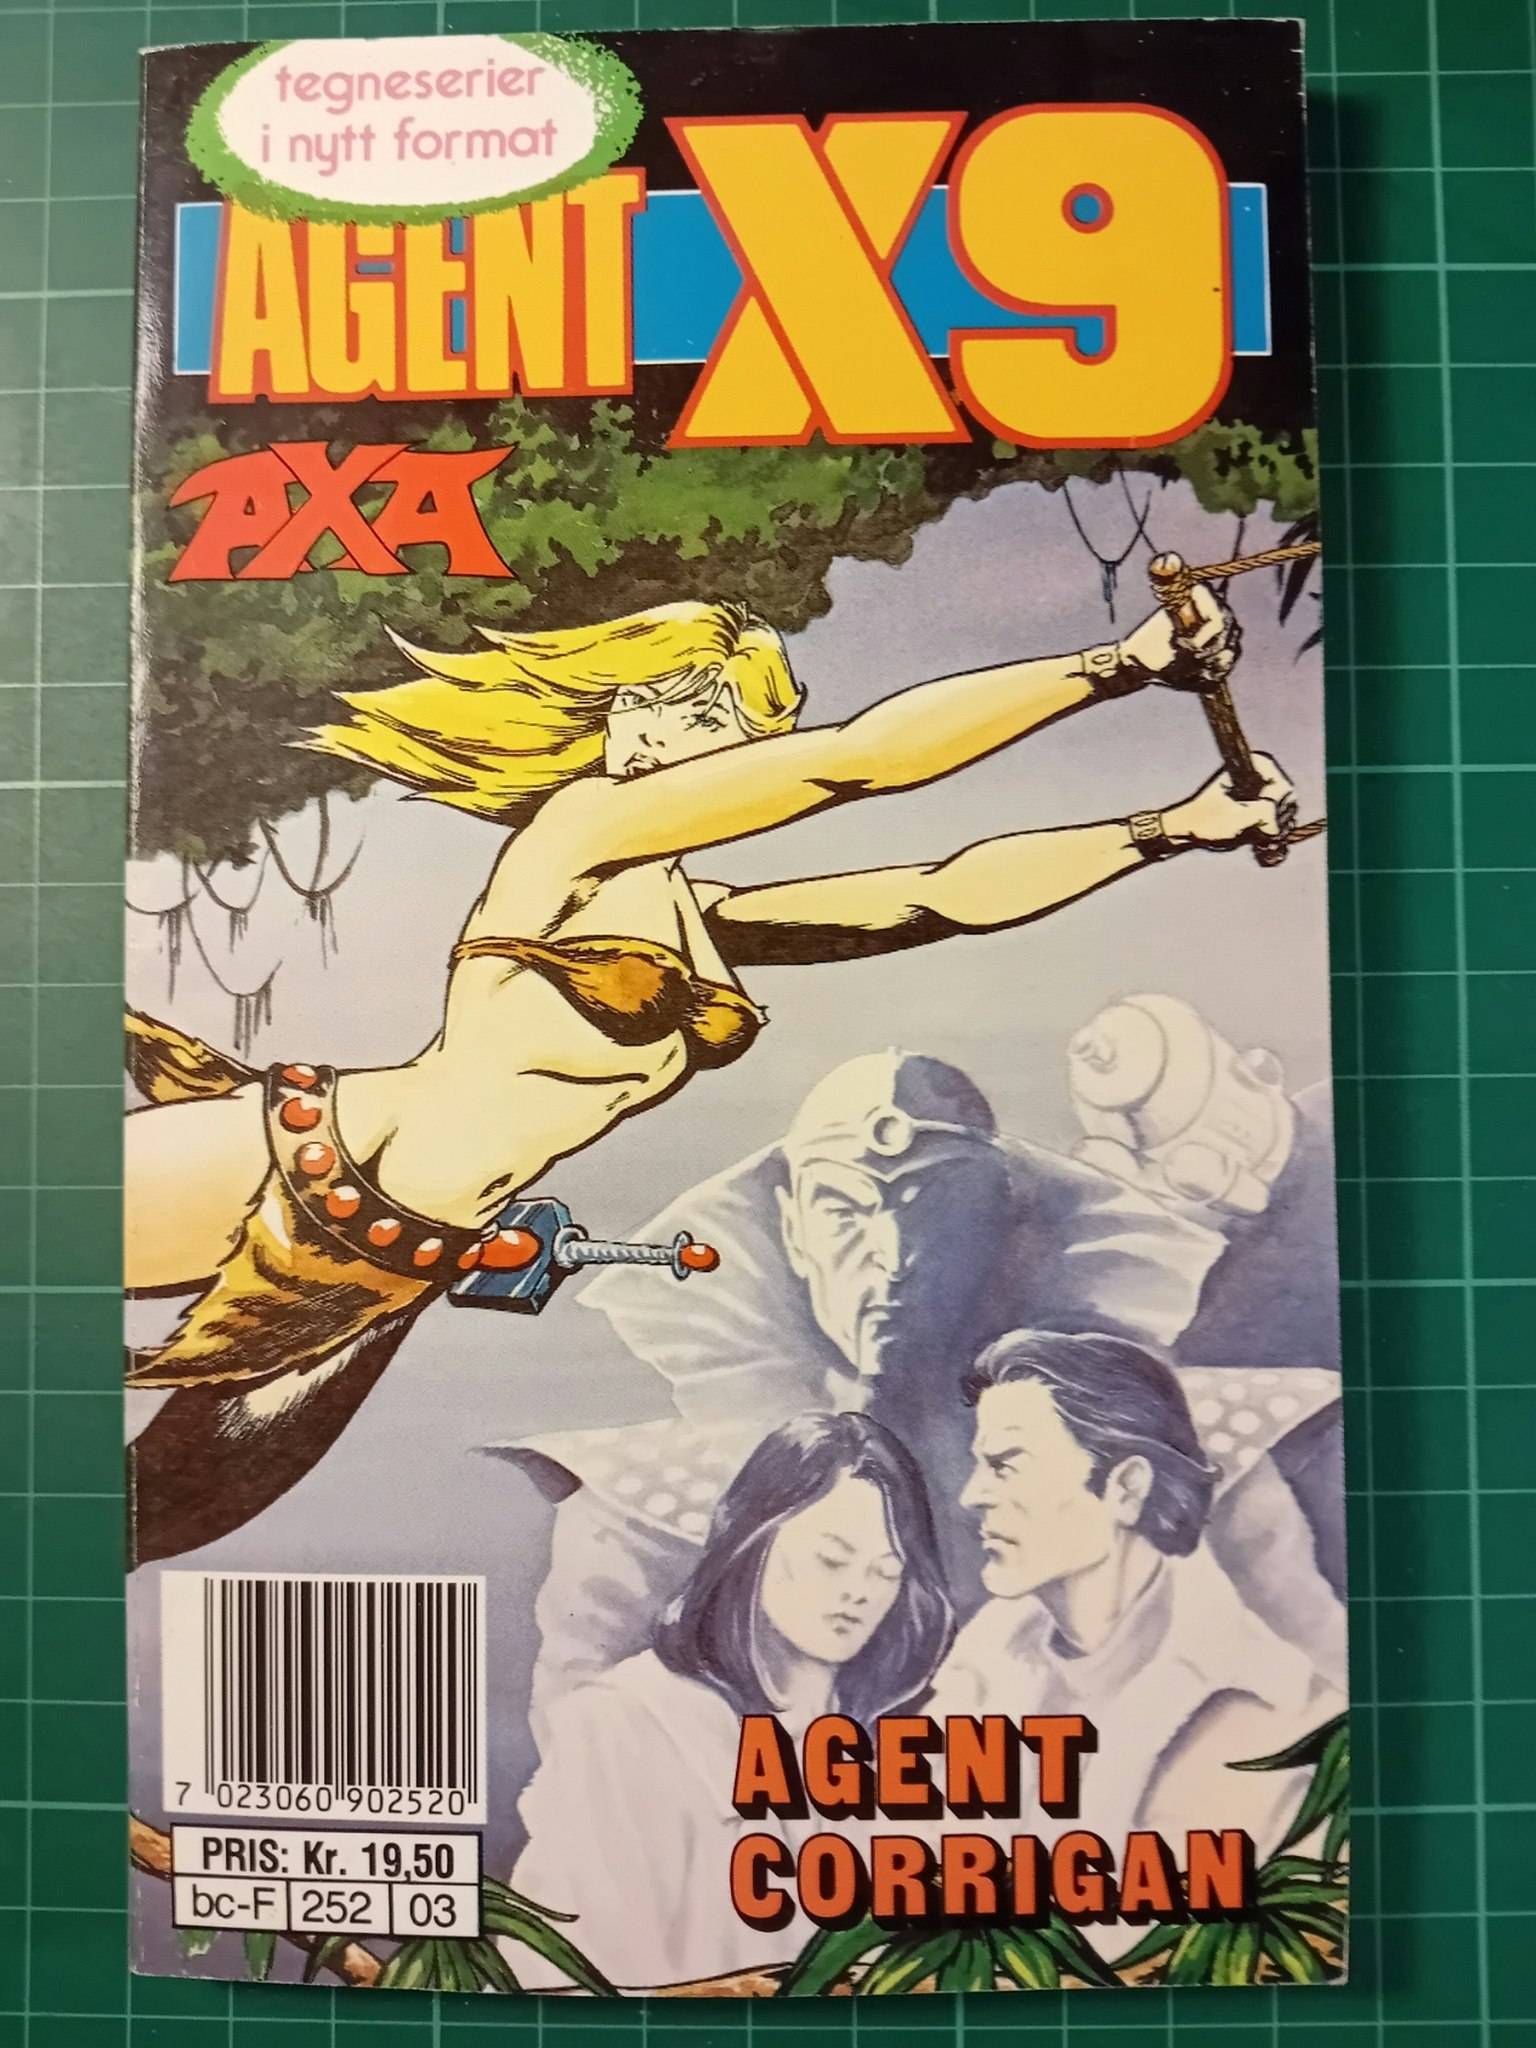 tegneserier
i nytt format
AGENT X9
AXA
AGENT
CORRIGAN
7 023060 902520
PRIS: Kr. 19,50
bc-F 252 03